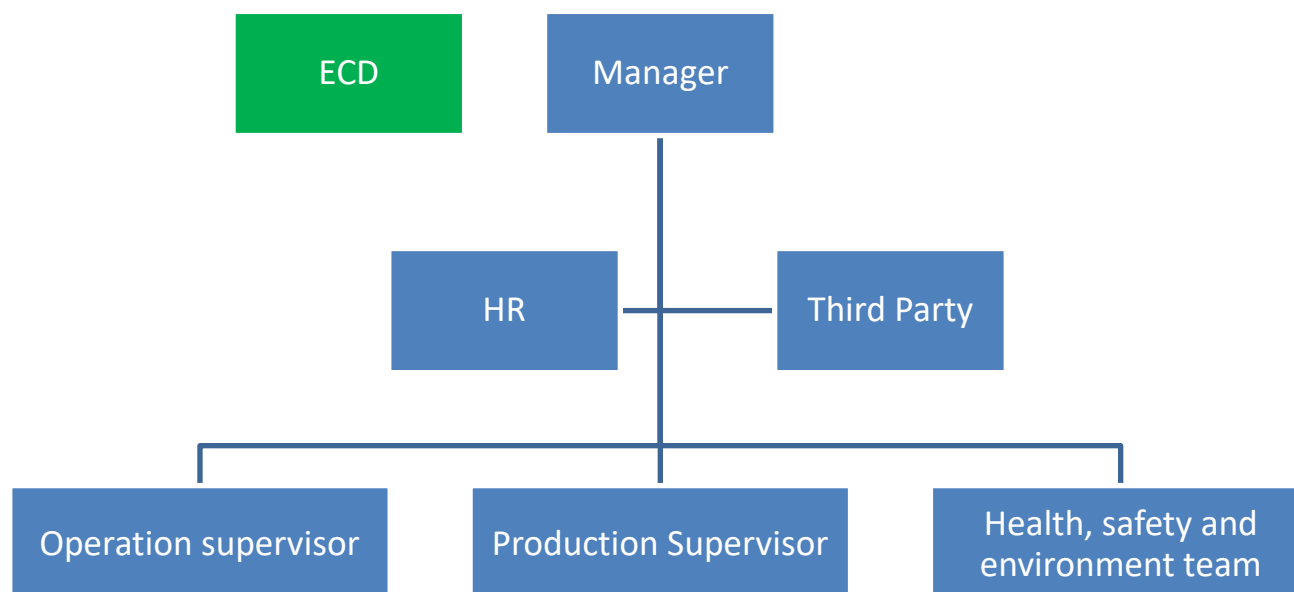 ECD
Manager
HR
Third Party
Operation supervisor
Production Supervisor
Health, safety and
environment team